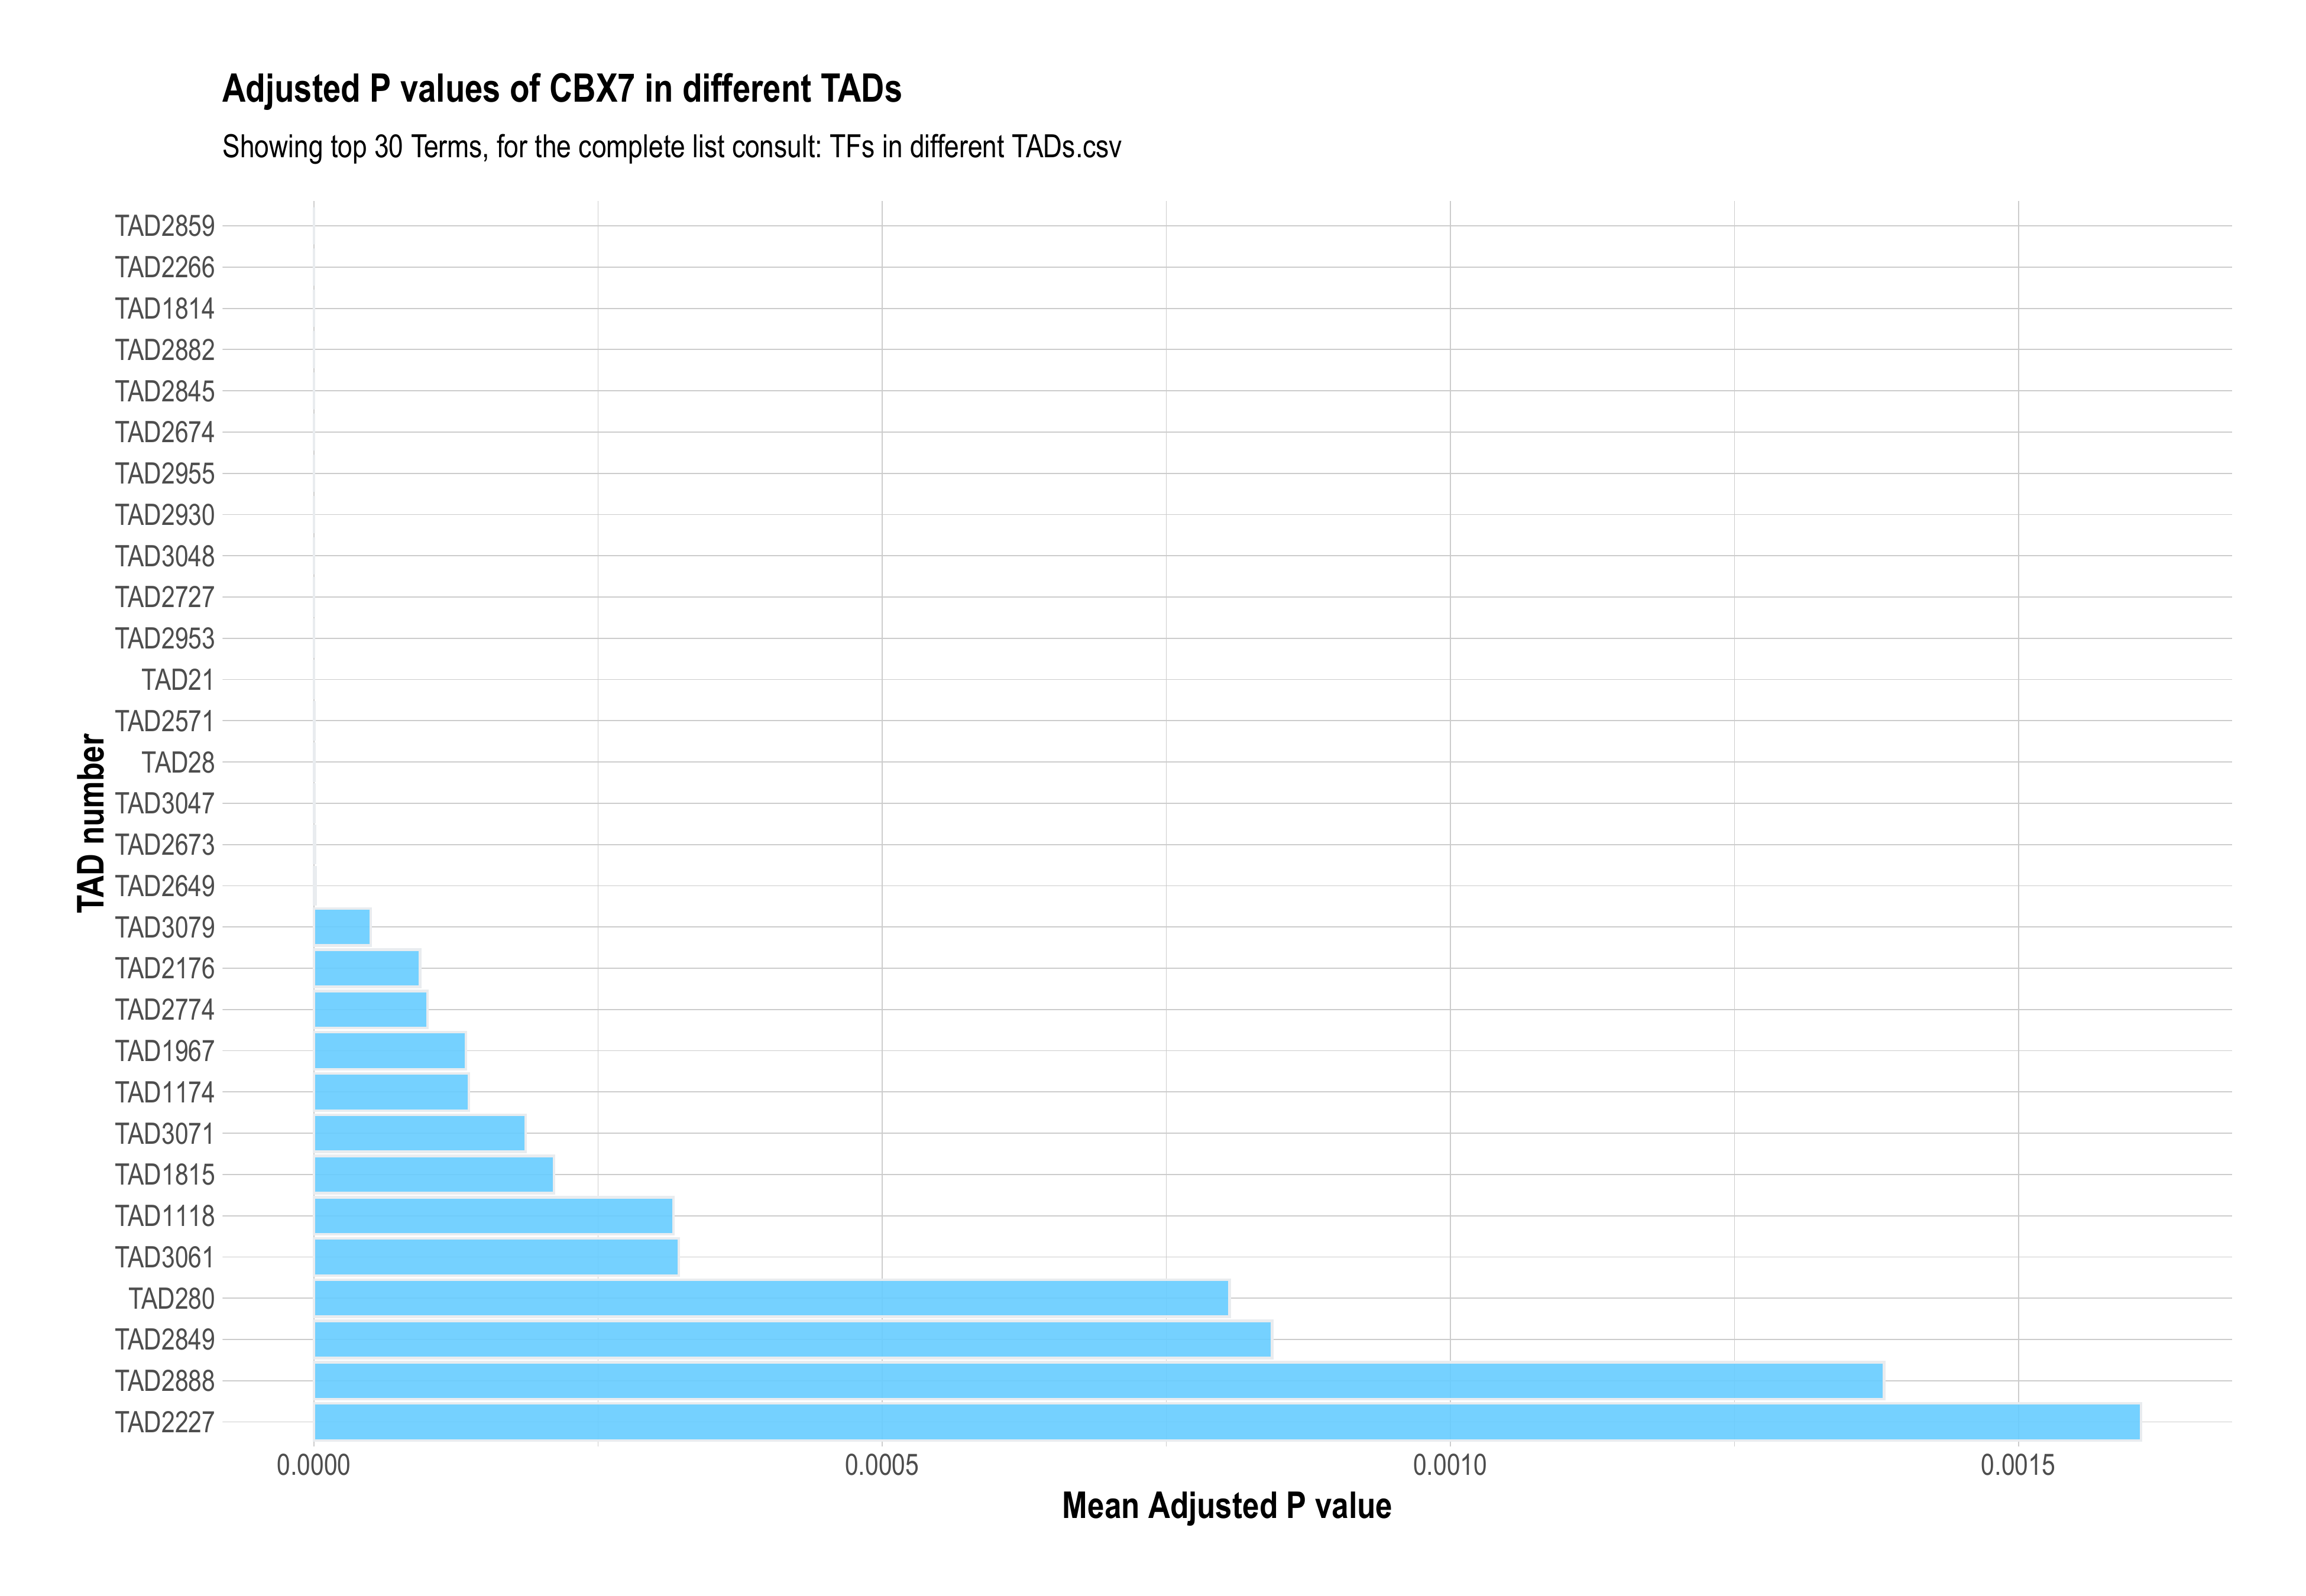 Adjusted P values of CBX7 in different TADs
Showing top 30 Terms, for the complete list consult: TFs in different TADs.csv
TAD number
TAD2859
TAD2266
TAD1814
TAD2882
TAD2845
TAD2674
TAD2955
TAD2930
TAD3048
TAD2727
TAD2953
TAD21
TAD2571
TAD28
TAD3047
TAD2673
TAD2649
TAD3079
TAD2176
TAD2774
TAD1967
TAD1174
TAD3071
TAD1815
TAD1118
TAD3061
TAD280
TAD2849
TAD2888
TAD2227
0.0000 0.0005 0.0010 0.0015
Mean Adjusted P value